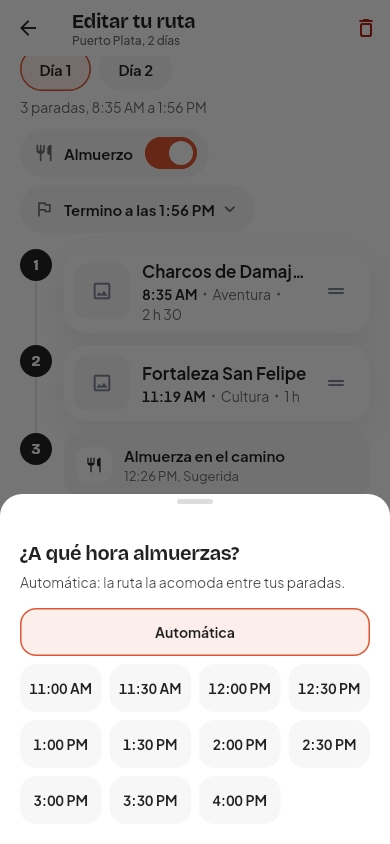 Editar tu ruta
Puerto Plata, 2 días
Día 1
Día 2
3 paradas, 8:35 AM a 1:56 PM
Almuerzo
Termino a las 1:56 PM
1
Charcos de Damaj...
8:35 AM • Aventura •
2 h 30
2
Fortaleza San Felipe
11:19 AM • Cultura • 1 h
3
Almuerza en el camino
12:26 PM, Sugerida
¿A qué hora almuerzas?
Automática: la ruta la acomoda entre tus paradas.
Automática
11:00 AM
11:30 AM
12:00 PM
12:30 PM
1:00 PM
1:30 PM
2:00 PM
2:30 PM
3:00 PM
3:30 PM
4:00 PM